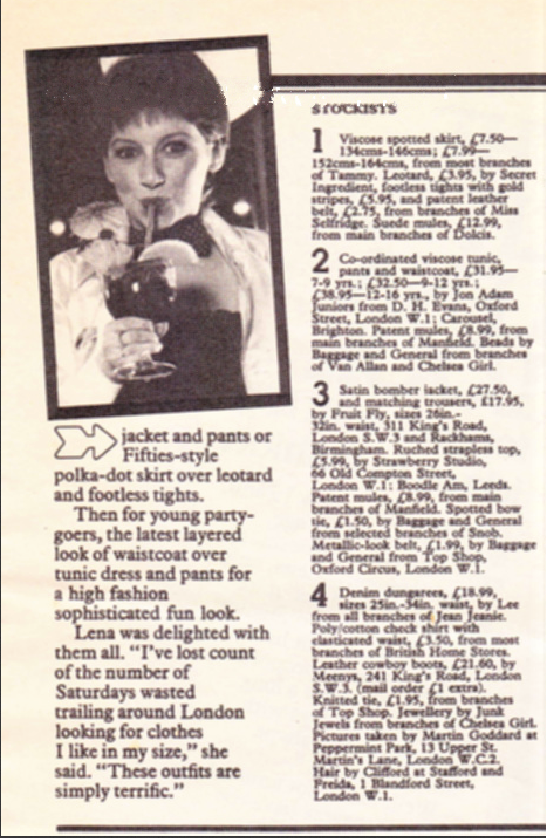 jacket and pants or
Fifties-style
polka-dot skirt over leotard
and footless tights.
Then for young party-
goers, the latest layered
look of waistcoat over
tunic dress and pants for
a high fashion
sophisticated fun look.
Lena was delighted with
them all. “I’ve lost count
of the number of
Saturdays wasted
trailing around London
looking for clothes
I like in my size,” she
said. “These outfits are
simply terrific.”
STOCKISTS
1 Viscose spotted skirt, £7.50—
134cms-146cms; £7.99—
152cms-164cms, from most branches
of Tammy. Leotard, £3.95, by Secret
Ingredient, footless tights with gold
stripes, £5.95, and patent leather
belt, £2.75, from branches of Miss
Selfridge. Suede mules, £12.99,
from main branches of Dolcis.
2 Co-ordinated viscose tunic,
pants and waistcoat, £31.95—
7-9 yrs.; £32.50—9-12 yrs.;
£38.95—12-16 yrs., by Jon Adam
Juniors from D. H. Evans, Oxford
Street, London W.1; Carousel,
Brighton. Patent mules, £8.99, from
main branches of Manfield. Beads by
Baggage and General from branches
of Van Allan and Chelsea Girl.
3 Satin bomber jacket, £27.50,
and matching trousers, £17.95,
by Fruit Fly, sizes 26in.-
32in. waist, 311 King's Road,
London S.W.3 and Rackhams,
Birmingham. Ruched strapless top,
£5.99, by Strawberry Studio,
66 Old Compton Street,
London W.1; Boodle Am, Leeds.
Patent mules, £8.99, from main
branches of Manfield. Spotted bow
tie, £1.50, by Baggage and General
from selected branches of Snob.
Metallic-look belt, £1.99, by Baggage
and General from Top Shop,
Oxford Circus, London W.1.
4 Denim dungarees, £18.99,
sizes 25in.-34in. waist, by Lee
from all branches of Jean Jeanie.
Poly/cotton check shirt with
elasticated waist, £3.50, from most
branches of British Home Stores.
Leather cowboy boots, £21.60, by
Meenys, 241 King's Road, London
S.W.3. (mail order £1 extra).
Knitted tie, £1.95, from branches
of Top Shop. Jewellery by Junk
Jewels from branches of Chelsea Girl.
Pictures taken by Martin Goddard at
Peppermint Park, 13 Upper St.
Martin's Lane, London W.C.2.
Hair by Clifford at Stafford and
Freida, 1 Blandford Street,
London W.1.